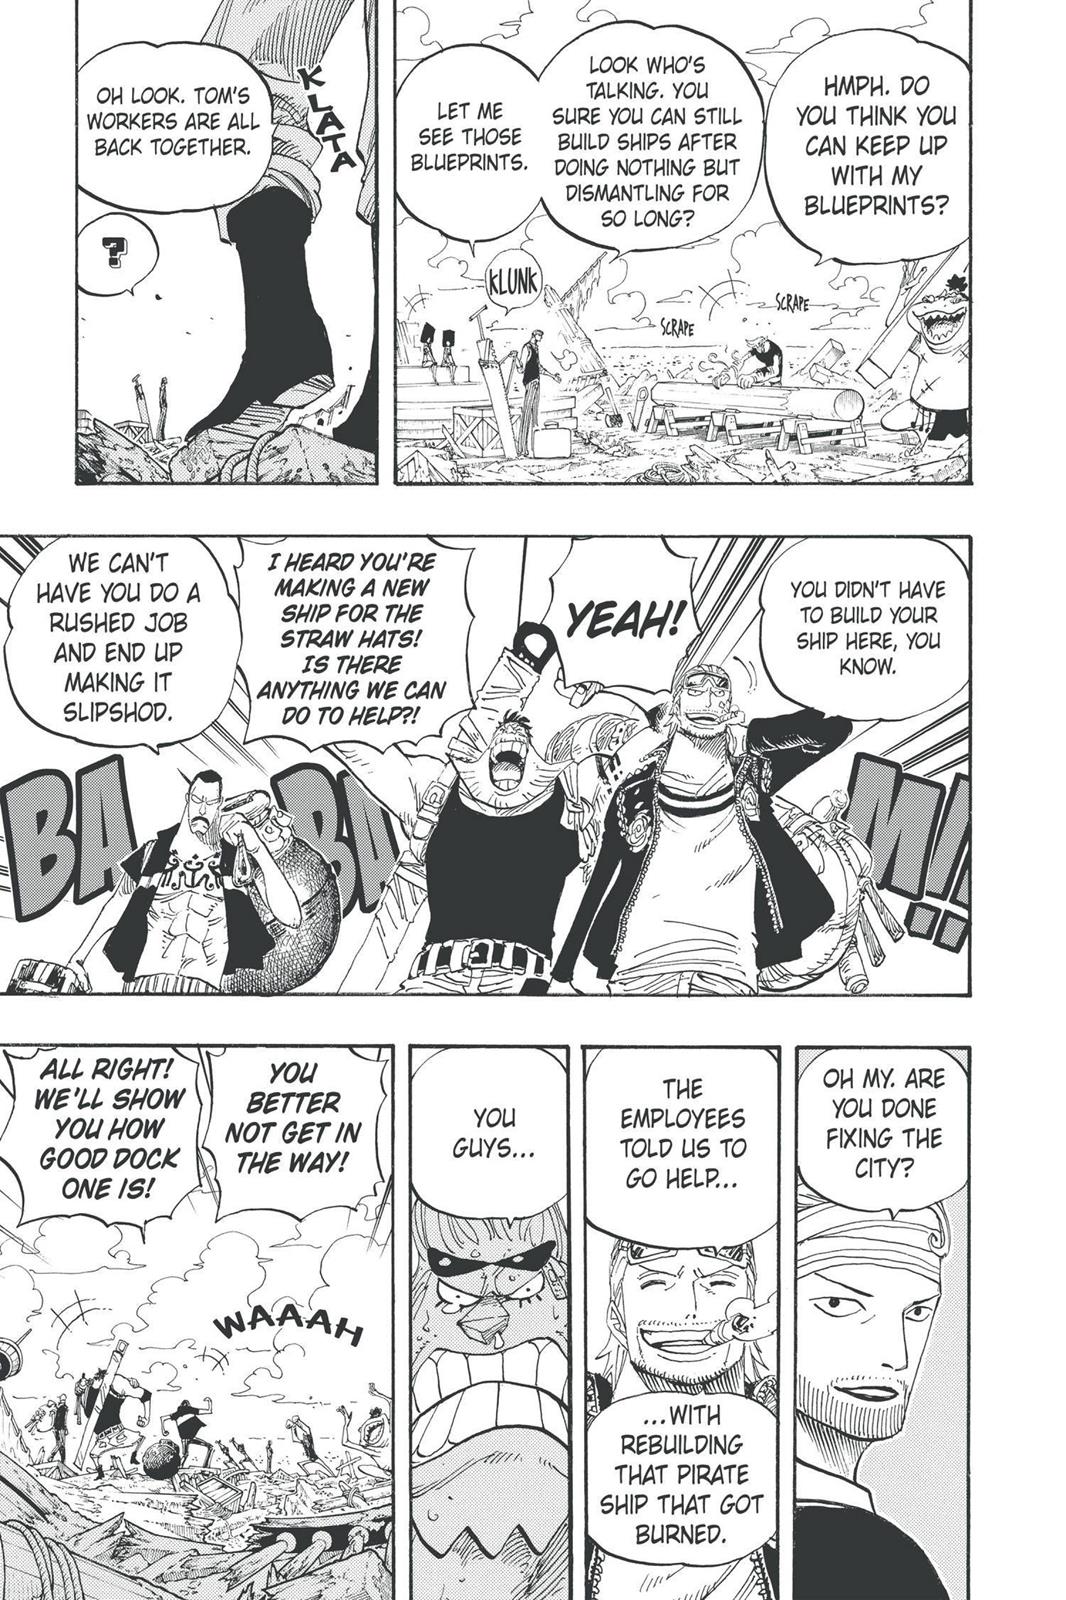 HMPH. DO
YOU THINK YOU
CAN KEEP UP
WITH MY
BLUEPRINTS?
LOOK WHO'S
TALKING. YOU
SURE YOU CAN STILL
BUILD SHIPS AFTER
DOING NOTHING BUT
DISMANTLING FOR
SO LONG?
LET ME
SEE THOSE
BLUEPRINTS.
KLUNK
SCRAPE
SCRAPE
KLATA
OH LOOK. TOM'S
WORKERS ARE ALL
BACK TOGETHER.
?
YOU DIDN'T HAVE
TO BUILD YOUR
SHIP HERE, YOU
KNOW.
YEAH!
I HEARD YOU'RE
MAKING A NEW
SHIP FOR THE
STRAW HATS!
IS THERE
ANYTHING WE CAN
DO TO HELP?!
WE CAN'T
HAVE YOU DO A
RUSHED JOB
AND END UP
MAKING IT
SLIPSHOD.
BA BA M!!
OH MY. ARE
YOU DONE
FIXING THE
CITY?
THE
EMPLOYEES
TOLD US TO
GO HELP...
...WITH
REBUILDING
THAT PIRATE
SHIP THAT GOT
BURNED.
YOU
GUYS...
YOU
BETTER
NOT GET IN
THE WAY!
ALL RIGHT!
WE'LL SHOW
YOU HOW
GOOD DOCK
ONE IS!
WAAAH